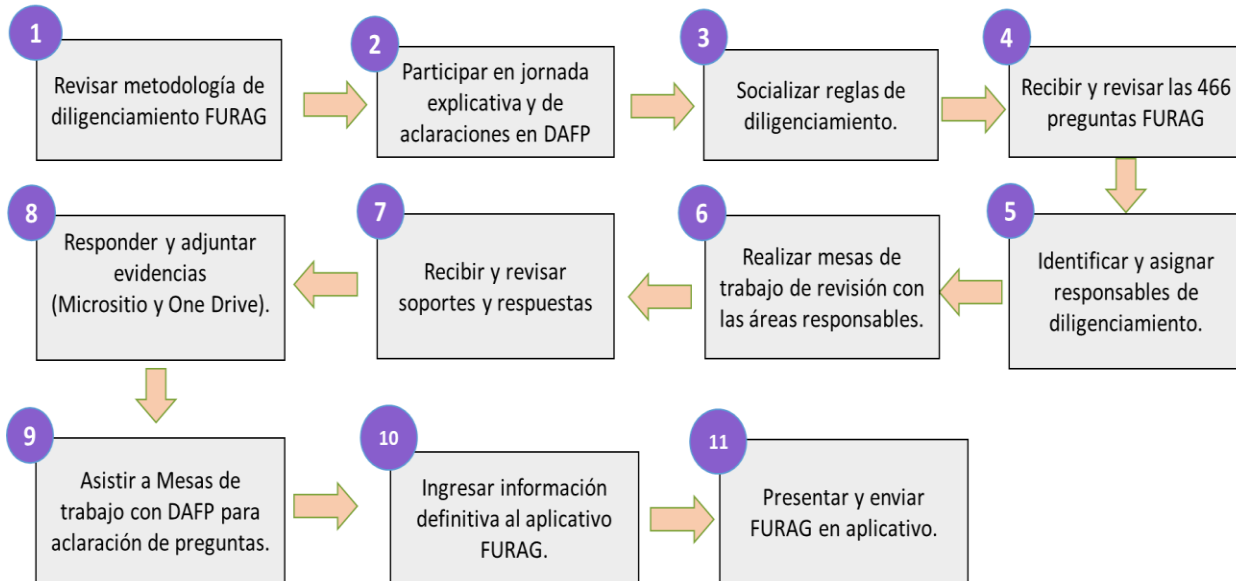 1
Revisar metodología de
diligenciamiento FURAG
2
Participar en jornada
explicativa y de
aclaraciones en DAFP
3
Socializar reglas de
diligenciamiento.
4
Recibir y revisar las 466
preguntas FURAG
5
Identificar y asignar
responsables de
diligenciamiento.
6
Realizar mesas de
trabajo de revisión con
las áreas responsables.
7
Recibir y revisar
soportes y respuestas
8
Responder y adjuntar
evidencias
(Micrositio y One Drive).
9
Asistir a Mesas de
trabajo con DAFP para
aclaración de preguntas.
10
Ingresar información
definitiva al aplicativo
FURAG.
11
Presentar y enviar
FURAG en aplicativo.